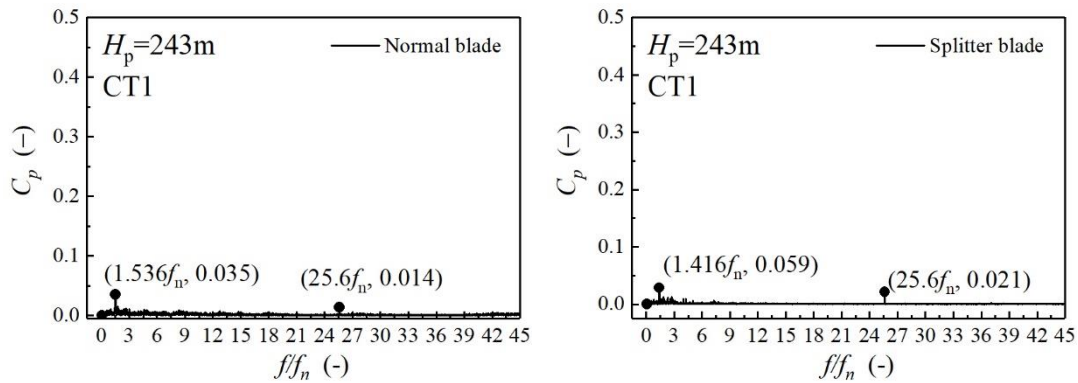 0.5
0.4
0.3
0.2
0.1
0.0
Cp (–)
Hp=243m
CT1
Normal blade
(1.536fn, 0.035)
(25.6fn, 0.014)
0 3 6 9 12 15 18 21 24 27 30 33 36 39 42 45
f/fn (-)
0.5
0.4
0.3
0.2
0.1
0.0
Cp (–)
Hp=243m
CT1
Splitter blade
(1.416fn, 0.059)
(25.6fn, 0.021)
0 3 6 9 12 15 18 21 24 27 30 33 36 39 42 45
f/fn (-)